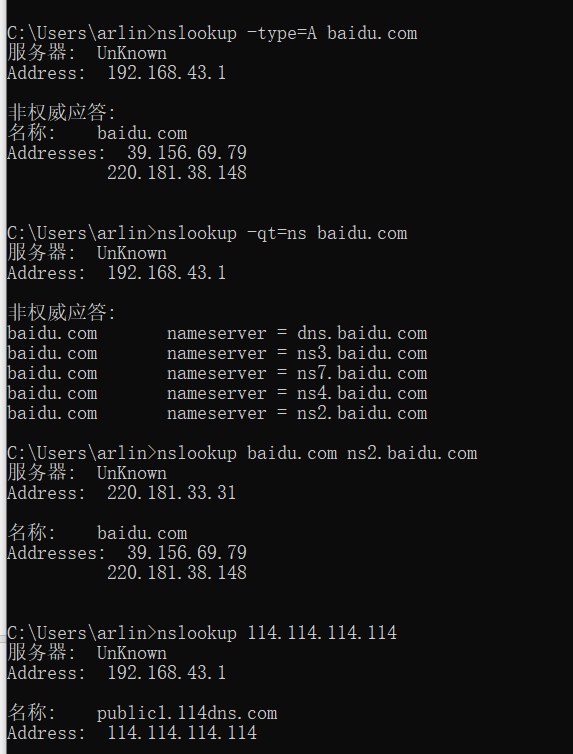 C:\Users\arlin>nslookup -type=A baidu.com
服务器:  UnKnown
Address:  192.168.43.1
非权威应答:
名称:    baidu.com
Addresses:  39.156.69.79
          220.181.38.148
C:\Users\arlin>nslookup -qt=ns baidu.com
服务器:  UnKnown
Address:  192.168.43.1
非权威应答:
baidu.com       nameserver = dns.baidu.com
baidu.com       nameserver = ns3.baidu.com
baidu.com       nameserver = ns7.baidu.com
baidu.com       nameserver = ns4.baidu.com
baidu.com       nameserver = ns2.baidu.com
C:\Users\arlin>nslookup baidu.com ns2.baidu.com
服务器:  UnKnown
Address:  220.181.33.31
名称:    baidu.com
Addresses:  39.156.69.79
          220.181.38.148
C:\Users\arlin>nslookup 114.114.114.114
服务器:  UnKnown
Address:  192.168.43.1
名称:    public1.114dns.com
Address:  114.114.114.114